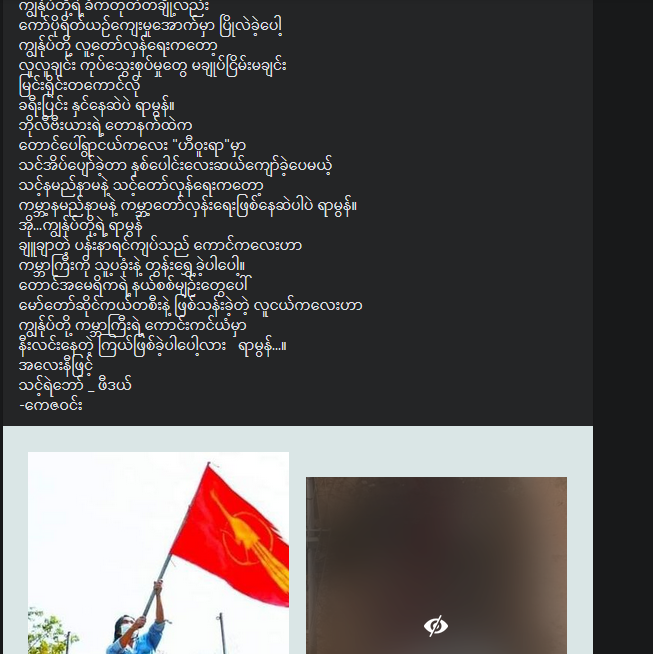 ကျွန်ုပ်တို့ရဲ့ခံကတုတ်တချို့လည်း
ကော်ပိုရိတ်ယဉ်ကျေးမှုအောက်မှာ ပြိုလဲခဲ့ပေါ့
ကျွန်ုပ်တို့ လူ့တော်လှန်ရေးကတော့
လူလူချင်း ကုပ်သွေးစုပ်မှုတွေ မချုပ်ငြိမ်းမချင်း
မြင်းရိုင်းတကောင်လို
ခရီးပြင်း နှင်နေဆဲပဲ ရာမွန်။
ဘိုလီဗီးယားရဲ့တောနက်ထဲက
တောင်ပေါ်ရွာငယ်ကလေး "ဟီဝူးရာ"မှာ
သင်အိပ်ပျော်ခဲ့တာ နှစ်ပေါင်းလေးဆယ်ကျော်ခဲ့ပေမယ့်
သင့်နမည်နာမနဲ့ သင့်တော်လှန်ရေးကတော့
ကမ္ဘာ့နမည်နာမနဲ့ ကမ္ဘာ့တော်လှန်းရေးဖြစ်နေဆဲပါပဲ ရာမွန်။
အို...ကျွန်ုပ်တို့ရဲ့ရာမွန်
ချူချာတဲ့ ပန်းနာရင်ကျပ်သည် ကောင်ကလေးဟာ
ကမ္ဘာကြီးကို သူ့ပခုံးနဲ့ တွန်းရွှေ့ခဲ့ပါပေါ့။
တောင်အမေရိကရဲ့နယ်စစ်မျဉ်းတွေပေါ်
မော်တော်ဆိုင်ကယ်တစီးနဲ့ ဖြစ်သန်းခဲ့တဲ့ လူငယ်ကလေးဟာ
ကျွန်ုပ်တို့ ကမ္ဘာကြီးရဲ့ကောင်းကင်ယံမှာ
နီးလင်းနေတဲ့ ကြယ်ဖြစ်ခဲ့ပါပေါ့လား ရာမွန်...။
အလေးနီဖြင့်
သင့်ရဲဘော် _ ဖီဒယ်
-ကေဇဝင်း